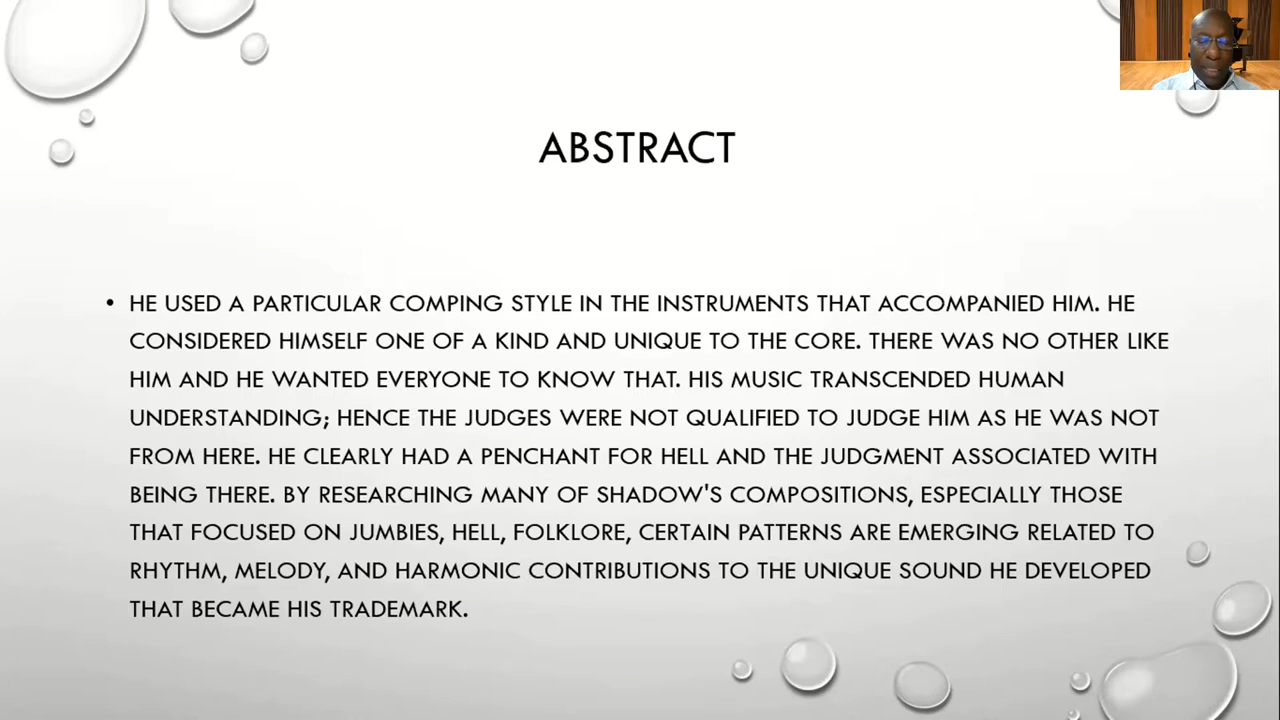 ABSTRACT
• HE USED A PARTICULAR COMPING STYLE IN THE INSTRUMENTS THAT ACCOMPANIED HIM. HE
CONSIDERED HIMSELF ONE OF A KIND AND UNIQUE TO THE CORE. THERE WAS NO OTHER LIKE
HIM AND HE WANTED EVERYONE TO KNOW THAT. HIS MUSIC TRANSCENDED HUMAN
UNDERSTANDING; HENCE THE JUDGES WERE NOT QUALIFIED TO JUDGE HIM AS HE WAS NOT
FROM HERE. HE CLEARLY HAD A PENCHANT FOR HELL AND THE JUDGMENT ASSOCIATED WITH
BEING THERE. BY RESEARCHING MANY OF SHADOW'S COMPOSITIONS, ESPECIALLY THOSE
THAT FOCUSED ON JUMBIES, HELL, FOLKLORE, CERTAIN PATTERNS ARE EMERGING RELATED TO
RHYTHM, MELODY, AND HARMONIC CONTRIBUTIONS TO THE UNIQUE SOUND HE DEVELOPED
THAT BECAME HIS TRADEMARK.